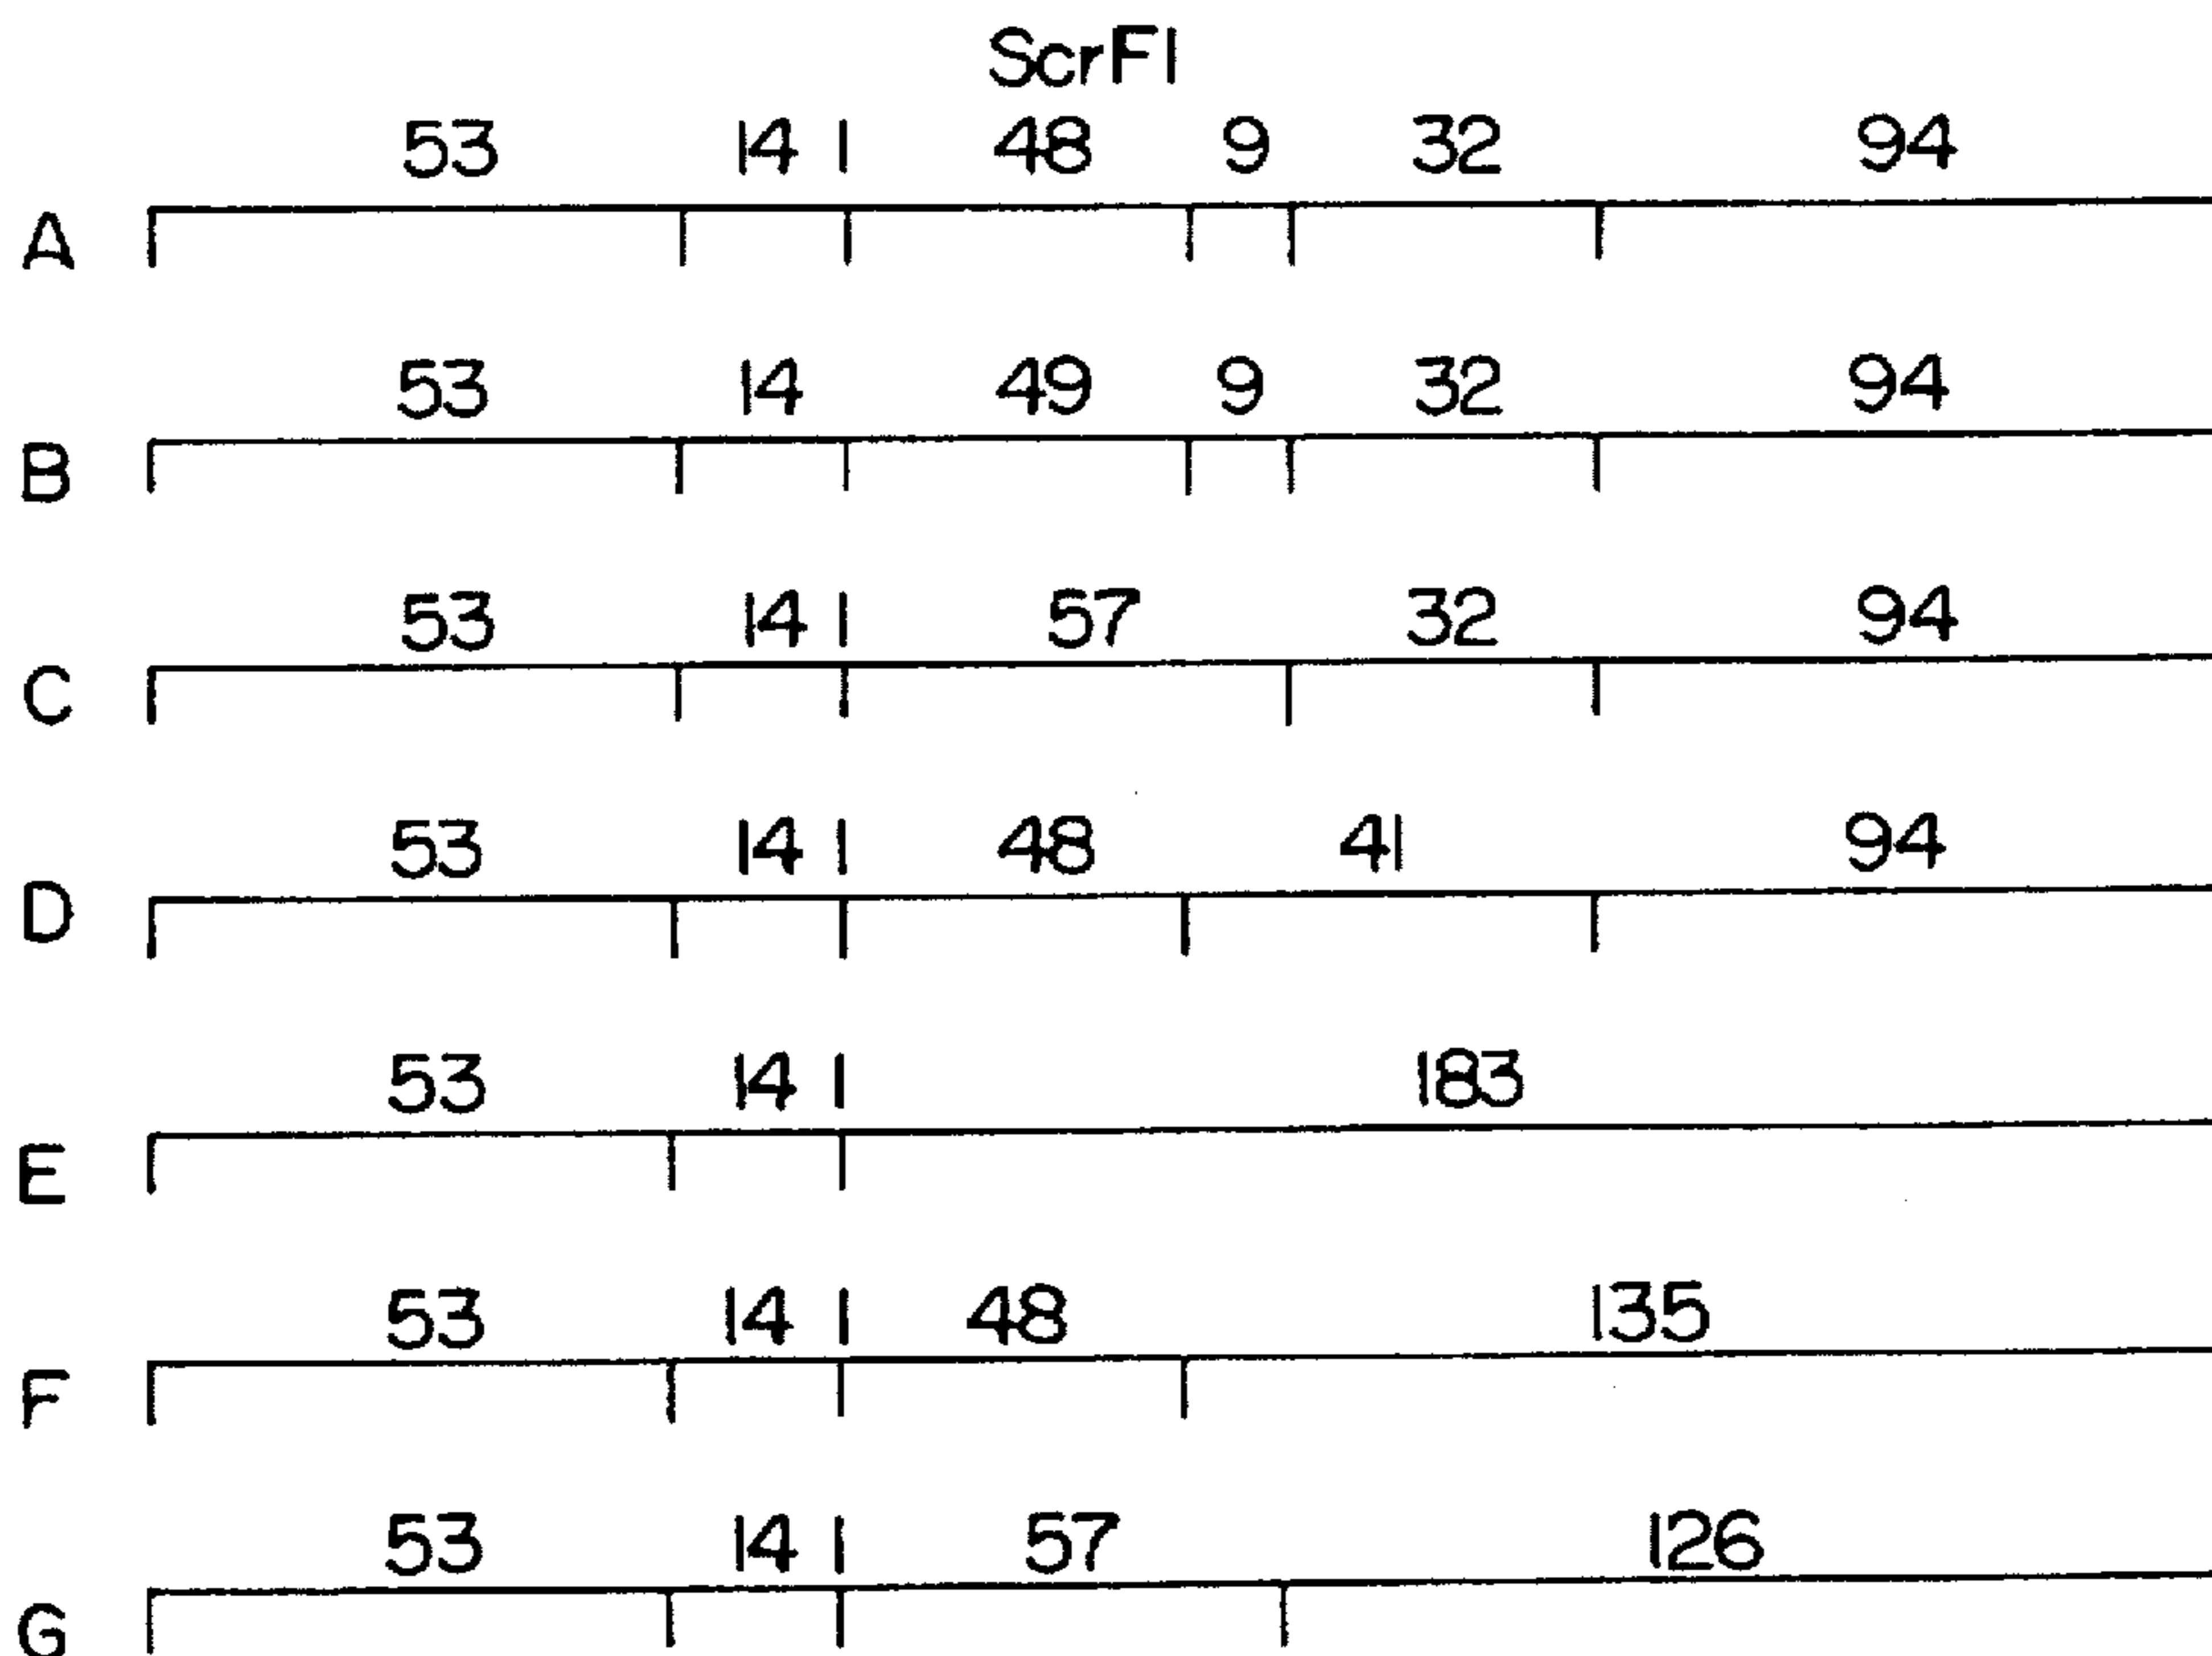 ScrFI
53 14 1 48 9 32 94
A
53 14 49 9 32 94
B
53 14 1 57 32 94
C
53 14 1 48 41 94
D
53 14 1 183
E
53 14 1 48 135
F
53 14 1 57 126
G